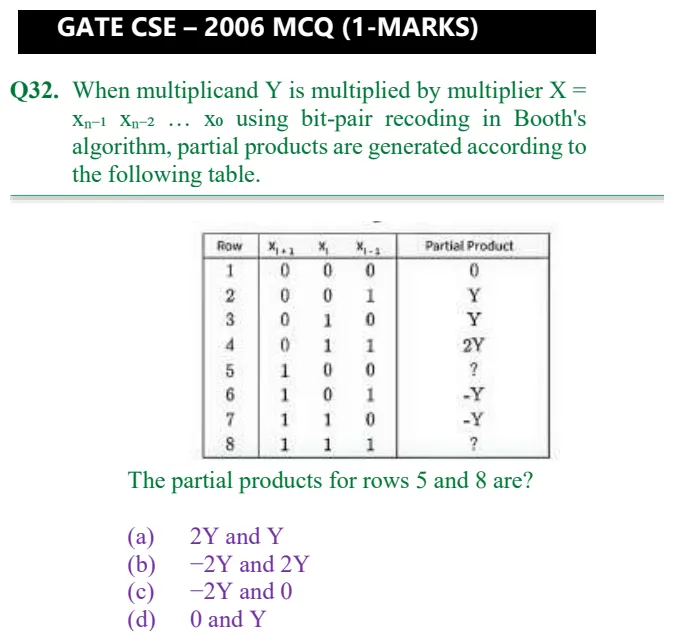 GATE CSE – 2006 MCQ (1-MARKS)
Q32. When multiplicand Y is multiplied by multiplier X =
xₙ₋₁ xₙ₋₂ … x₀ using bit-pair recoding in Booth's
algorithm, partial products are generated according to
the following table.
Row Xᵢ₊₁ Xᵢ Xᵢ₋₁ Partial Product
1 0 0 0 0
2 0 0 1 Y
3 0 1 0 Y
4 0 1 1 2Y
5 1 0 0 ?
6 1 0 1 -Y
7 1 1 0 -Y
8 1 1 1 ?
The partial products for rows 5 and 8 are?
(a) 2Y and Y
(b) −2Y and 2Y
(c) −2Y and 0
(d) 0 and Y